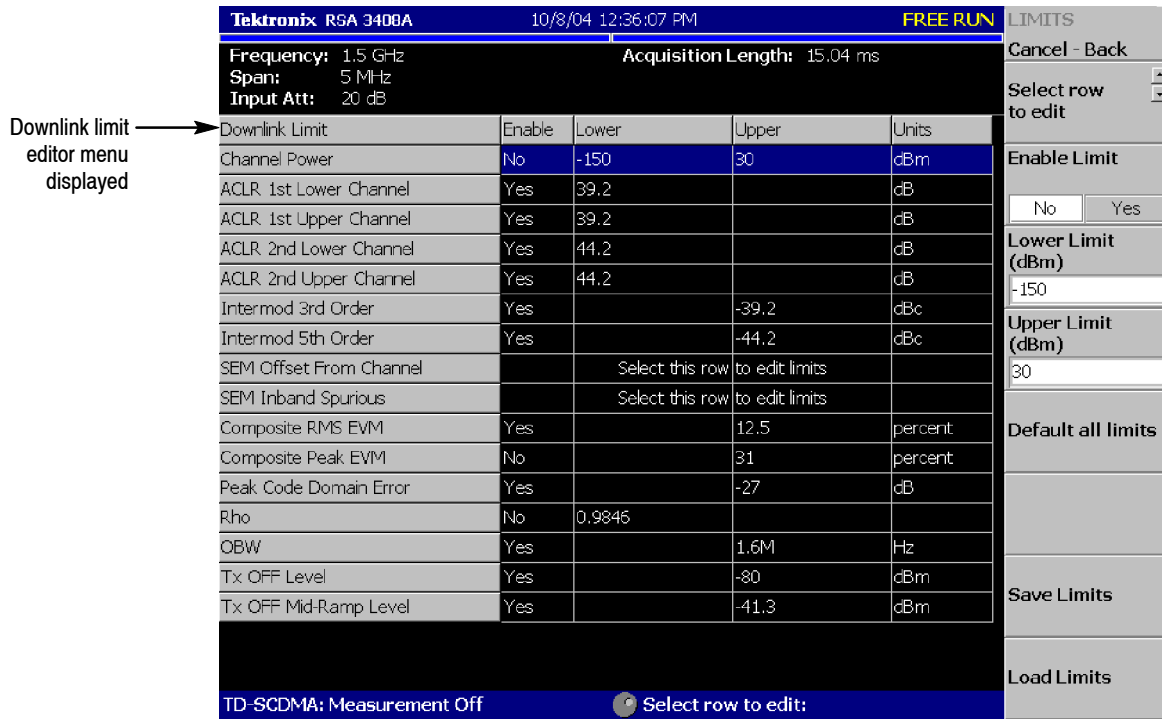 Tektronix RSA 3408A 10/8/04 12:36:07 PM FREE RUN
Frequency: 1.5 GHz Acquisition Length: 15.04 ms
Span: 5 MHz
Input Att: 20 dB
Downlink limit
editor menu
displayed
Downlink Limit Enable Lower Upper Units
Channel Power No -150 30 dBm
ACLR 1st Lower Channel Yes 39.2 dB
ACLR 1st Upper Channel Yes 39.2 dB
ACLR 2nd Lower Channel Yes 44.2 dB
ACLR 2nd Upper Channel Yes 44.2 dB
Intermod 3rd Order Yes -39.2 dBc
Intermod 5th Order Yes -44.2 dBc
SEM Offset From Channel Select this row to edit limits
SEM Inband Spurious Select this row to edit limits
Composite RMS EVM Yes 12.5 percent
Composite Peak EVM No 31 percent
Peak Code Domain Error Yes -27 dB
Rho No 0.9846
OBW Yes 1.6M Hz
Tx OFF Level Yes -80 dBm
Tx OFF Mid-Ramp Level Yes -41.3 dBm
TD-SCDMA: Measurement Off Select row to edit:
LIMITS
Cancel - Back
Select row
to edit
Enable Limit
No Yes
Lower Limit
(dBm)
-150
Upper Limit
(dBm)
30
Default all limits
Save Limits
Load Limits